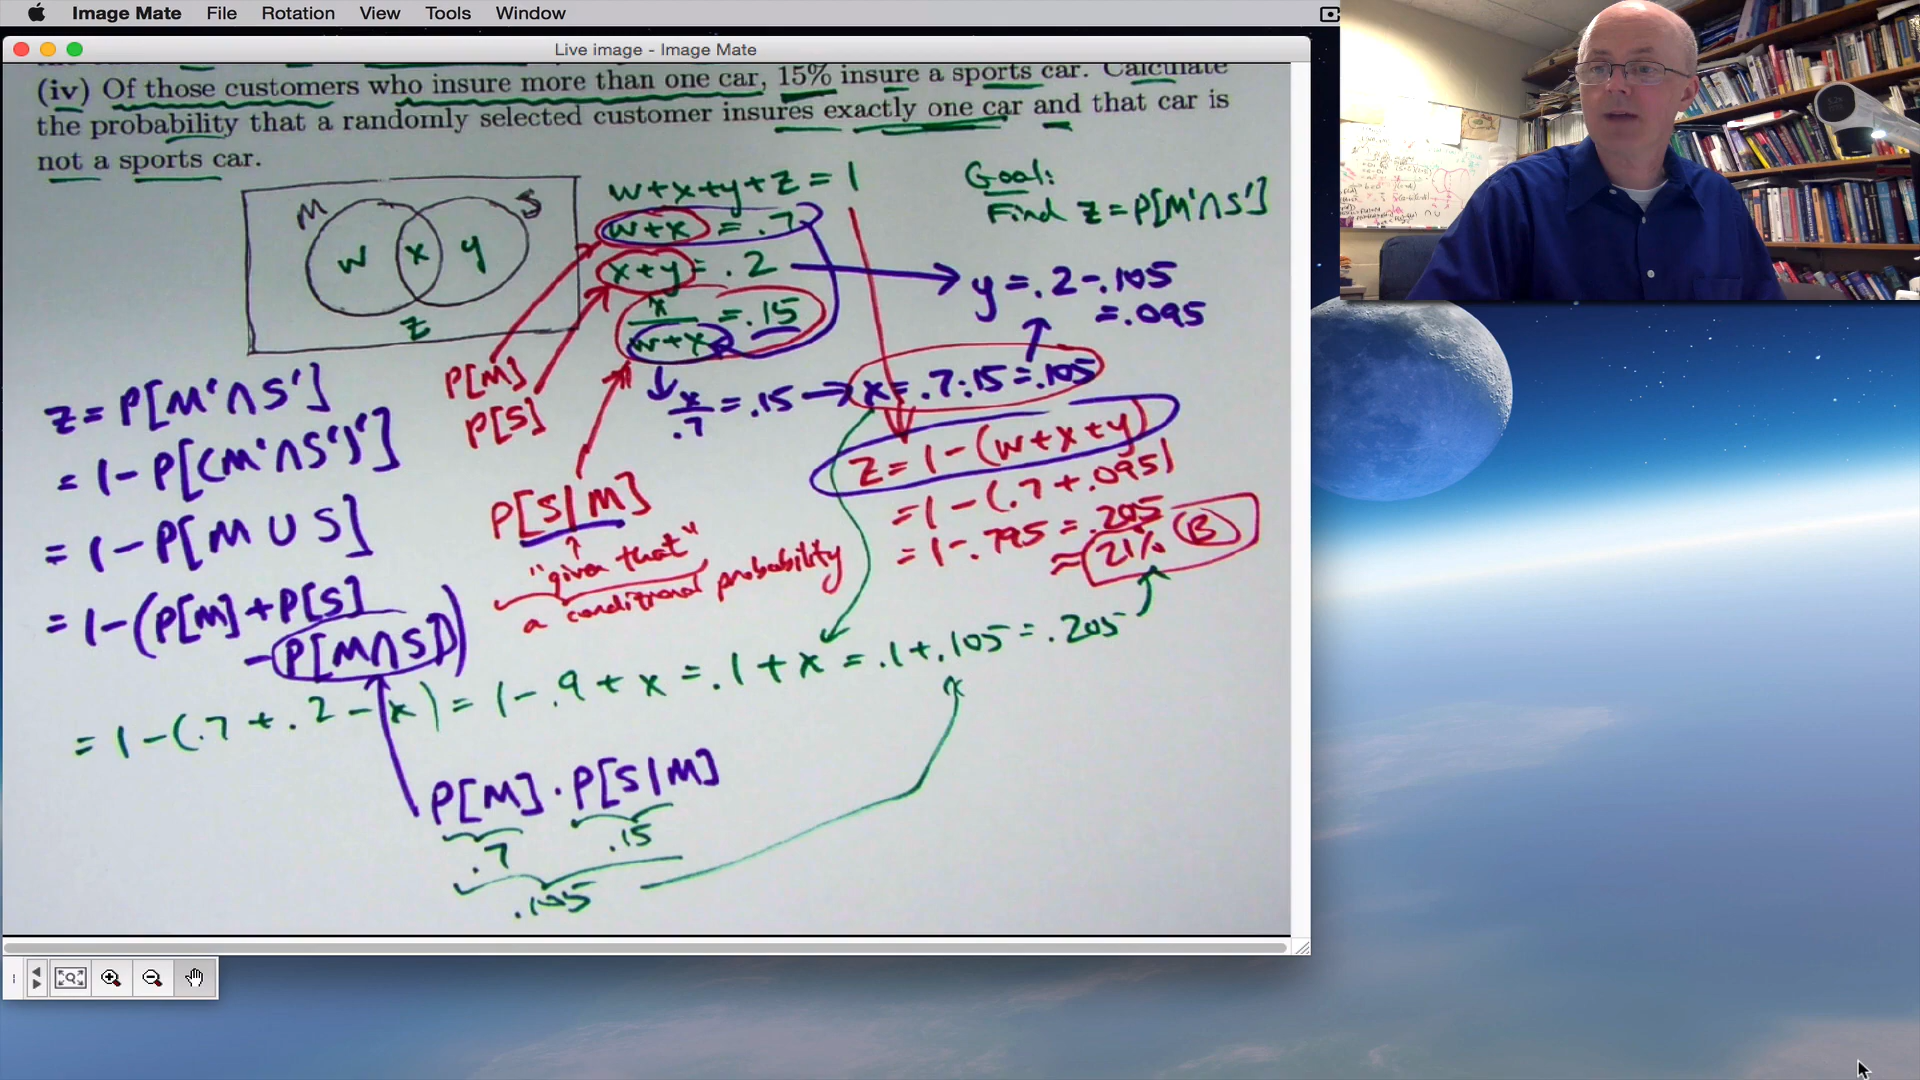 Image Mate File Rotation View Tools Window
Live image - Image Mate
(iv) Of those customers who insure more than one car, 15% insure a sports car. Calculate
the probability that a randomly selected customer insures exactly one car and that car is
not a sports car.
M
S
w
x
y
z
w+x+y+z = 1
w+x = .7
x+y = .2
x
w+x
= .15
Goal:
Find z = P[M'∩S']
y = .2-.105
= .095
P[M]
P[S]
x
.7
= .15 → x = .7·.15 = .105
z = 1-(w+x+y)
= 1-(.7+.095)
= 1-.795 = .205
≈ 21% (B)
z = P[M'∩S']
= 1-P[(M'∩S')']
= 1-P[M∪S]
= 1-(P[M]+P[S]
-P[M∩S])
P[S|M]
"given that"
a conditional probability
= 1-(.7+.2-x) = 1-.9+x = .1+x = .1+.105 = .205
P[M]·P[S|M]
.7
.15
.105